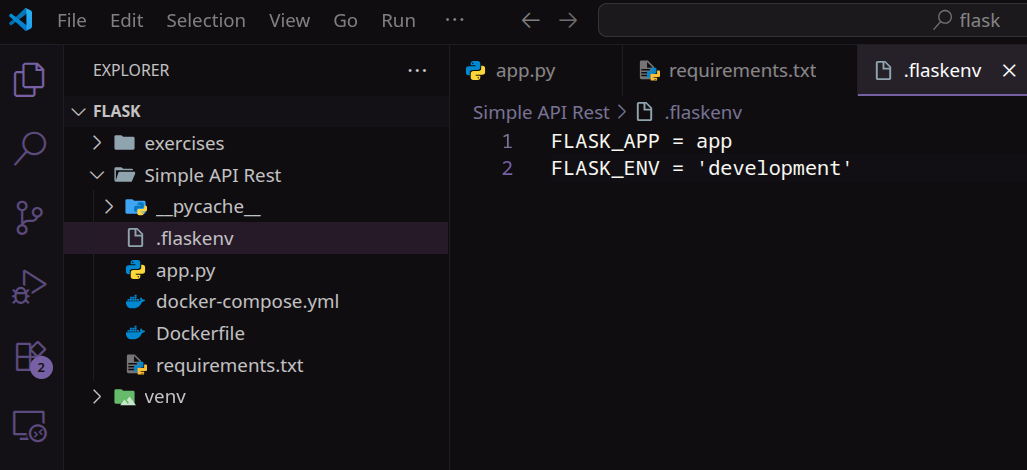 File Edit Selection View Go Run ···
flask
EXPLORER ···
FLASK
exercises
Simple API Rest
__pycache__
.flaskenv
app.py
docker-compose.yml
Dockerfile
requirements.txt
venv
2
app.py requirements.txt .flaskenv
Simple API Rest > .flaskenv
1 FLASK_APP = app
2 FLASK_ENV = 'development'